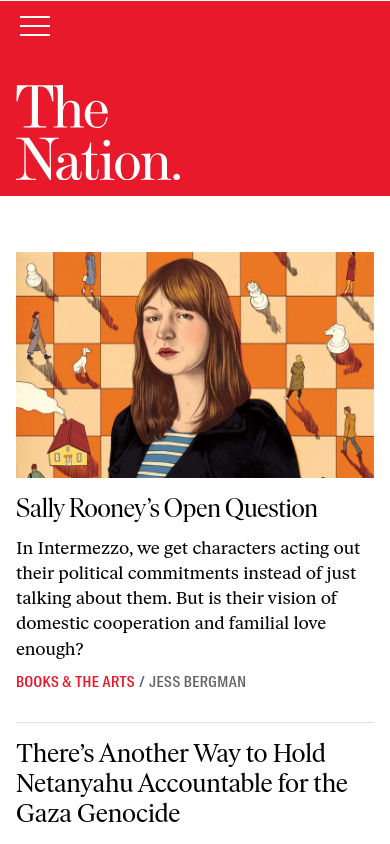 The
Nation.
Sally Rooney’s Open Question
In Intermezzo, we get characters acting out
their political commitments instead of just
talking about them. But is their vision of
domestic cooperation and familial love
enough?
BOOKS & THE ARTS / JESS BERGMAN
There’s Another Way to Hold
Netanyahu Accountable for the
Gaza Genocide